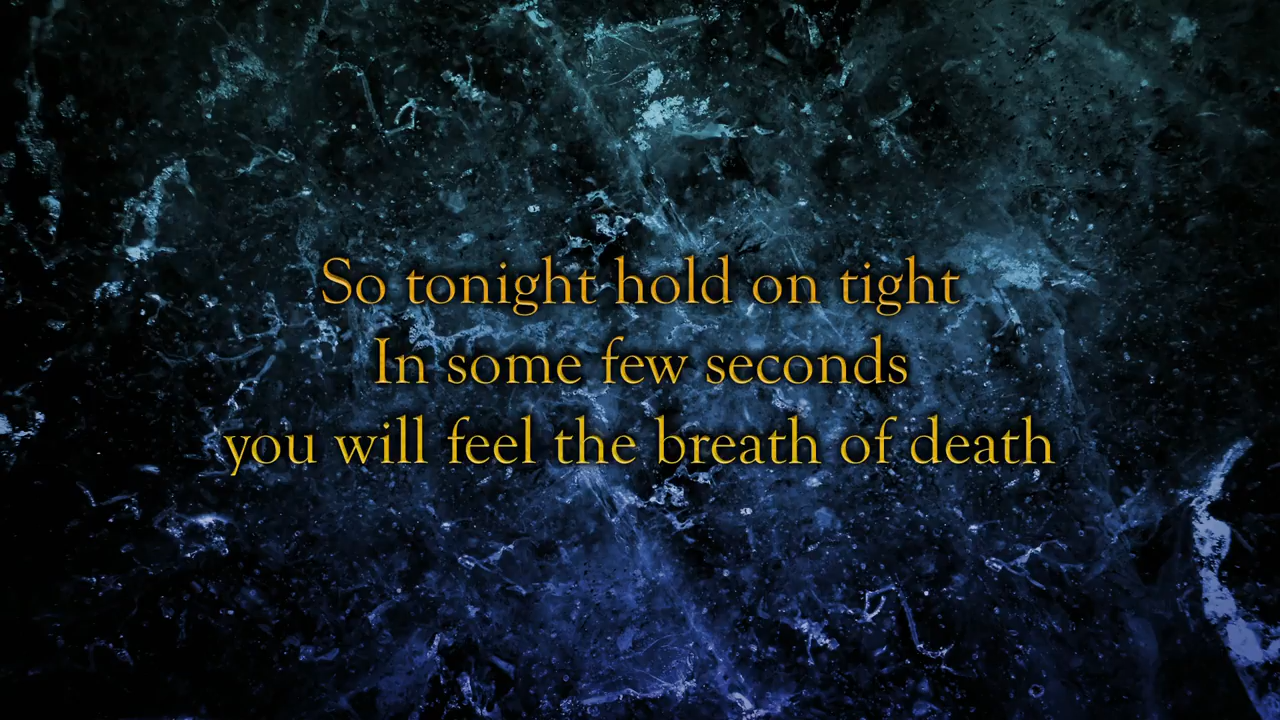 So tonight hold on tight
In some few seconds
you will feel the breath of death